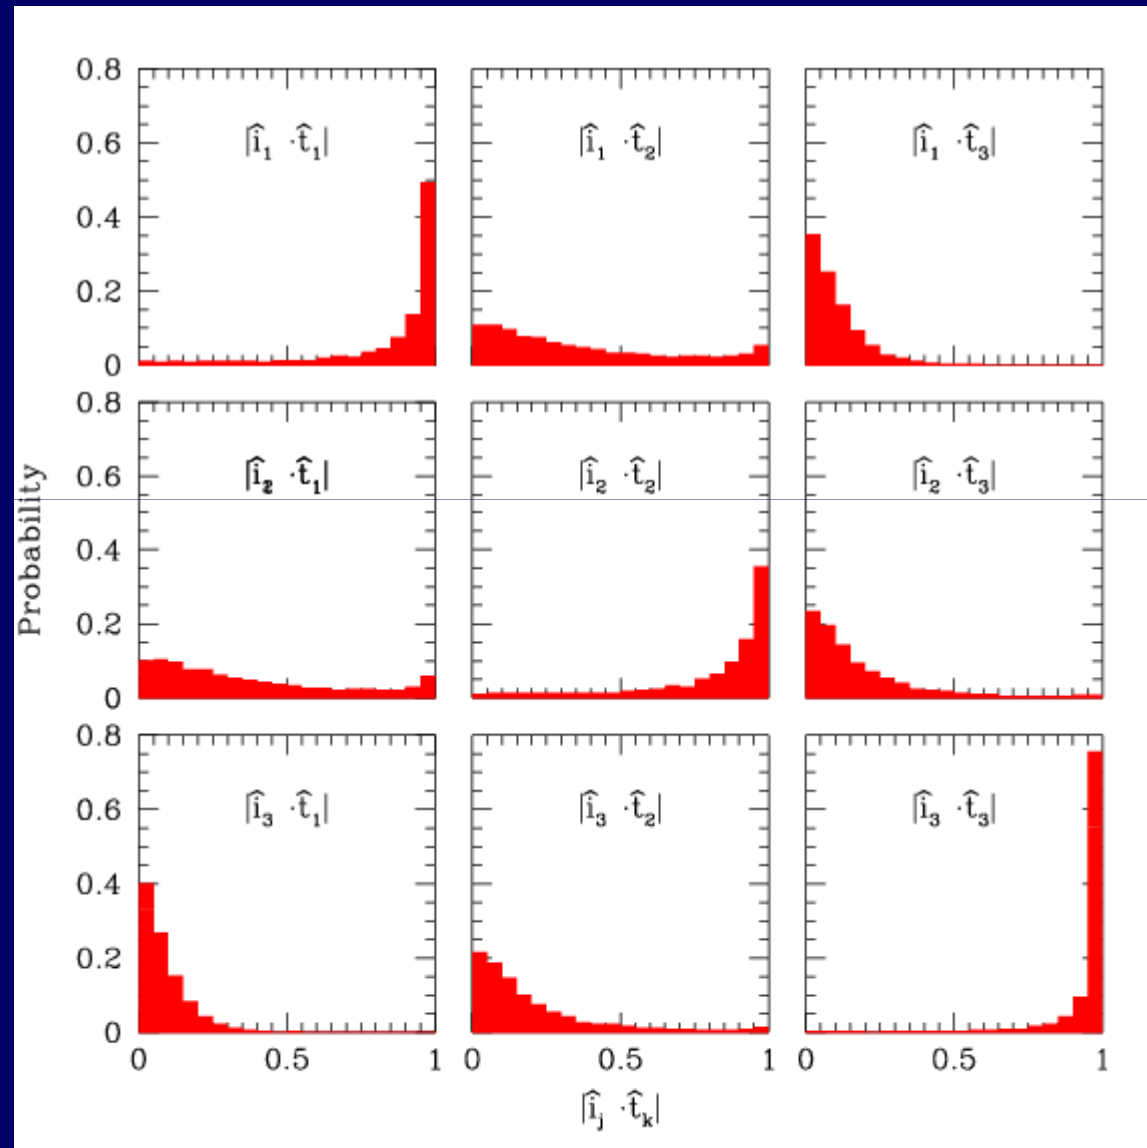 0.8
0.6
0.4
0.2
0
|î₁ · t̂₁|
|î₁ · t̂₂|
|î₁ · t̂₃|
0.8
0.6
0.4
0.2
0
|î₂ · t̂₁|
|î₂ · t̂₂|
|î₂ · t̂₃|
Probability
0.8
0.6
0.4
0.2
0
|î₃ · t̂₁|
|î₃ · t̂₂|
|î₃ · t̂₃|
0 0.5 1 0 0.5 1 0 0.5 1
|îⱼ · t̂ₖ|